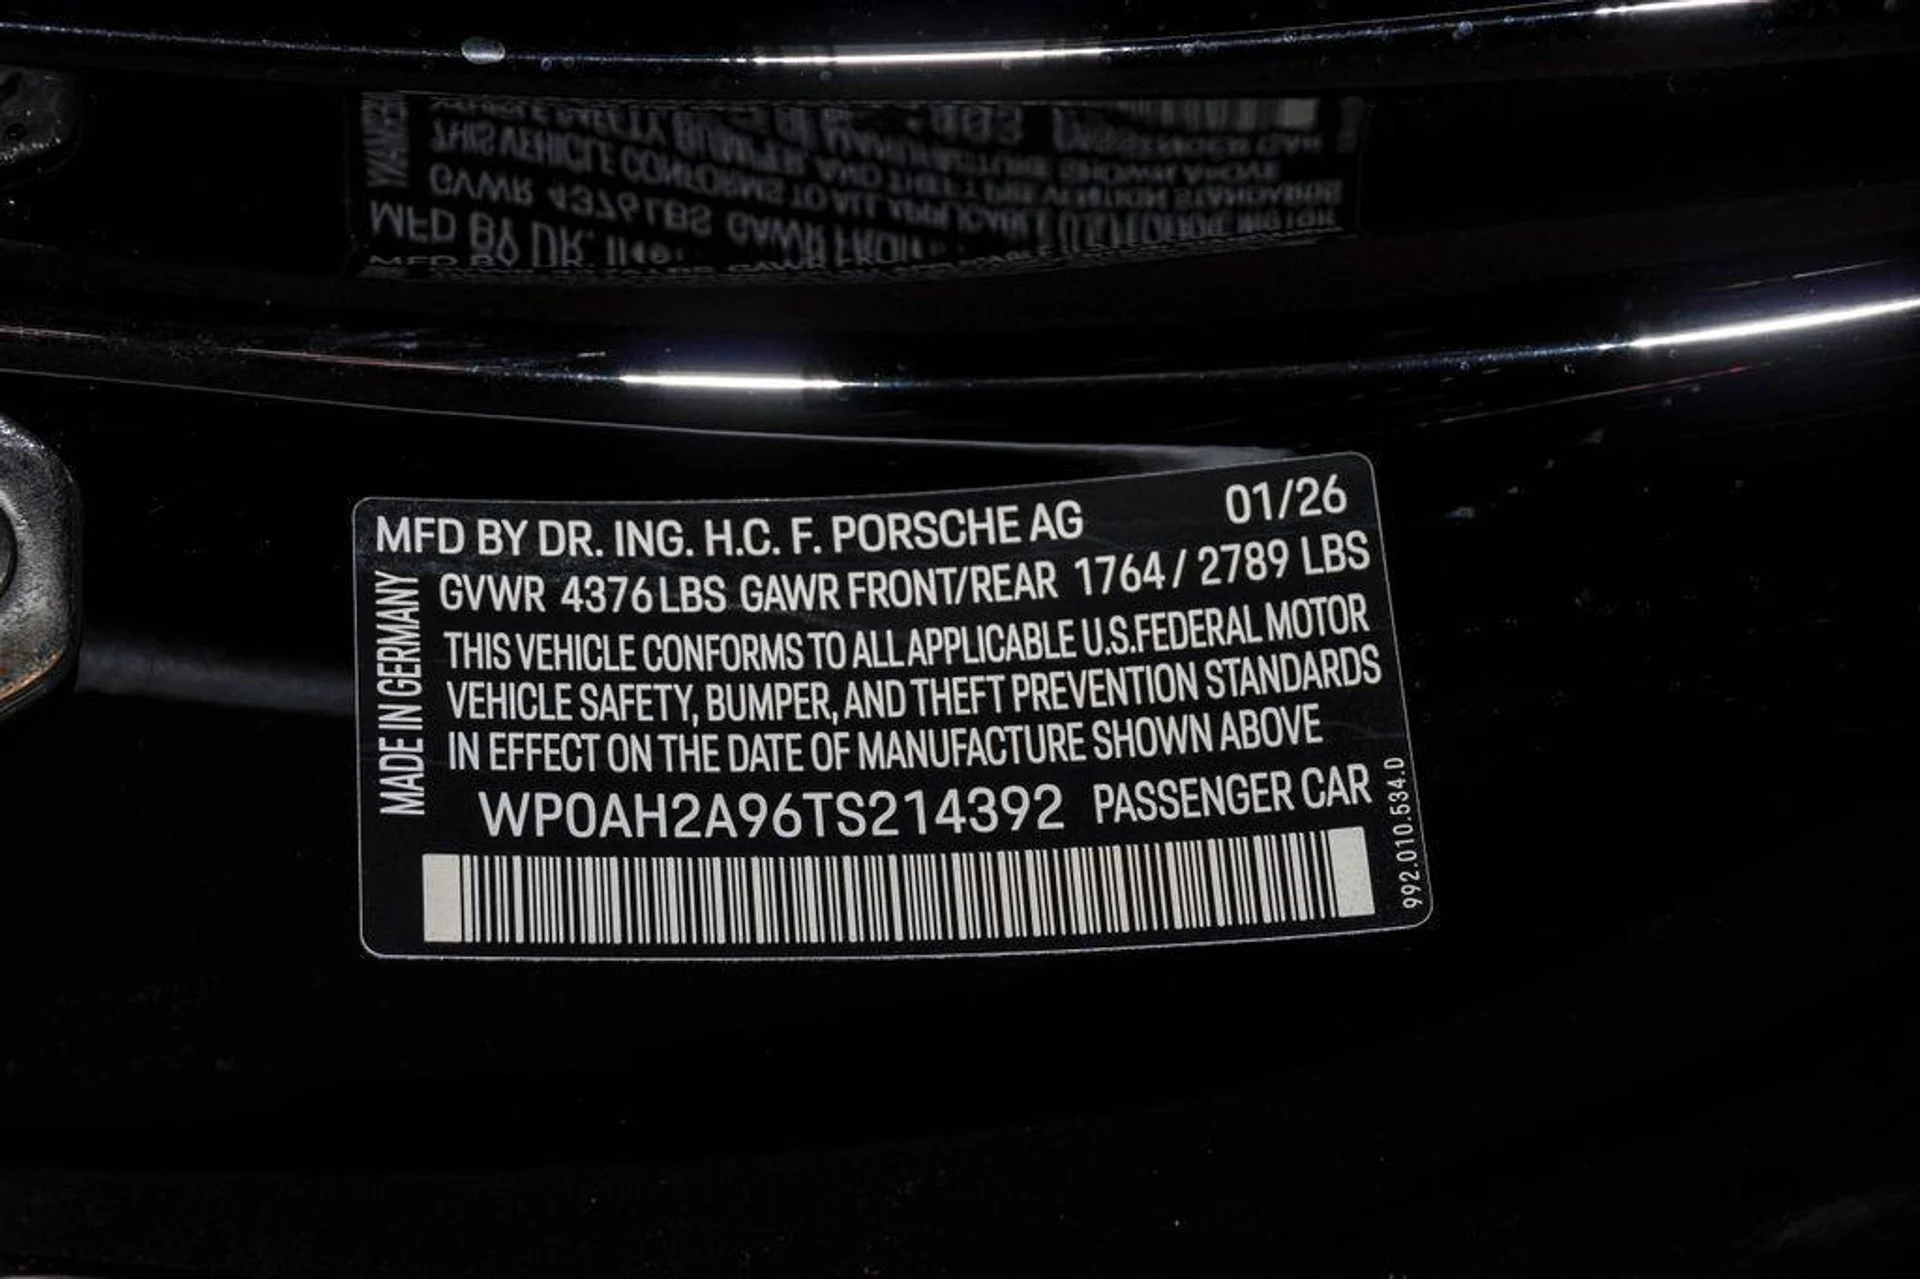 MFD BY DR. ING. H.C. F. PORSCHE AG 01/26
GVWR 4376 LBS GAWR FRONT/REAR 1764 / 2789 LBS
THIS VEHICLE CONFORMS TO ALL APPLICABLE U.S.FEDERAL MOTOR
VEHICLE SAFETY, BUMPER, AND THEFT PREVENTION STANDARDS
IN EFFECT ON THE DATE OF MANUFACTURE SHOWN ABOVE
WP0AH2A96TS214392 PASSENGER CAR
MADE IN GERMANY
992.010.534.D